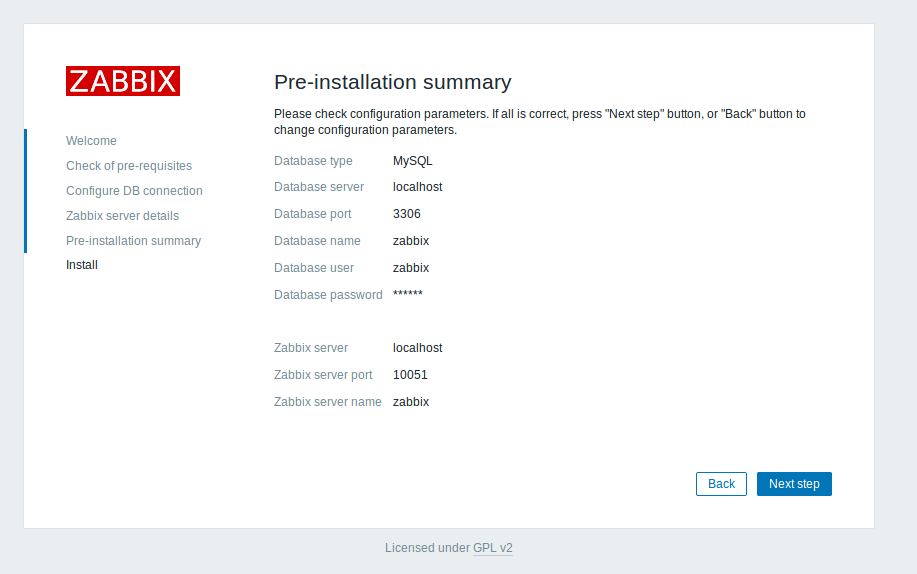 ZABBIX
Welcome
Check of pre-requisites
Configure DB connection
Zabbix server details
Pre-installation summary
Install
Pre-installation summary
Please check configuration parameters. If all is correct, press "Next step" button, or "Back" button to
change configuration parameters.
Database type MySQL
Database server localhost
Database port 3306
Database name zabbix
Database user zabbix
Database password ******
Zabbix server localhost
Zabbix server port 10051
Zabbix server name zabbix
Back Next step
Licensed under GPL v2